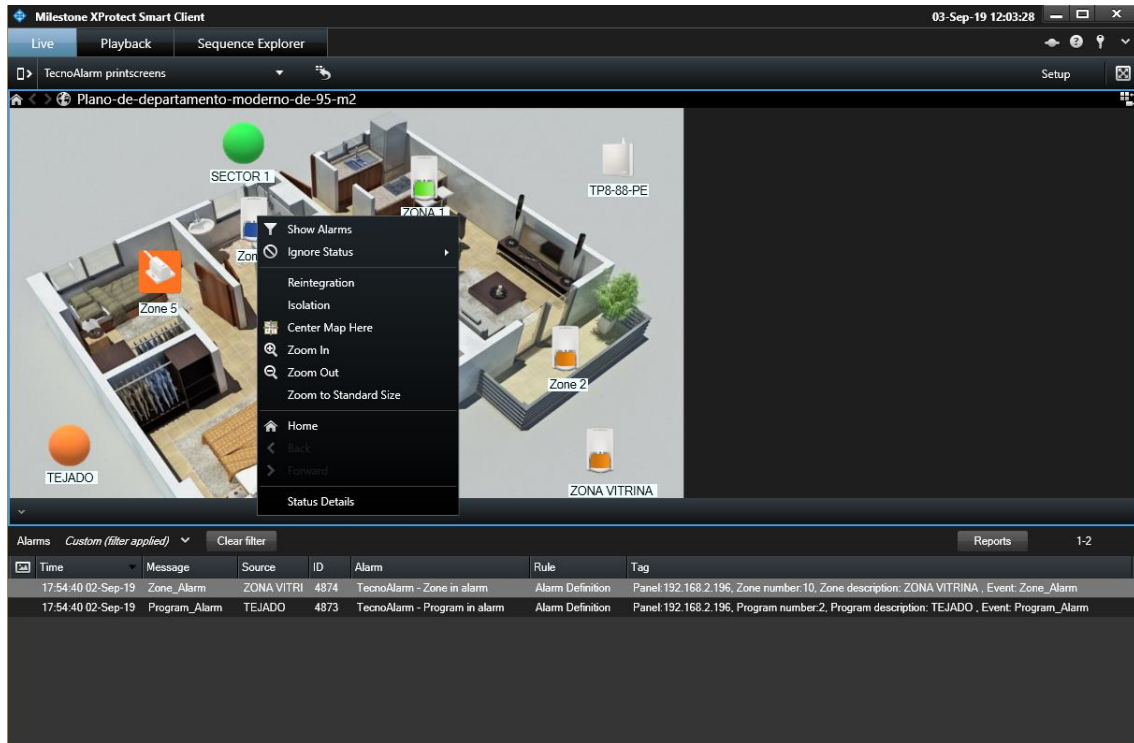 Milestone XProtect Smart Client 03-Sep-19 12:03:28
Live Playback Sequence Explorer
TecnoAlarm printscreens Setup
Plano-de-departamento-moderno-de-95-m2
SECTOR 1
TP8-88-PE
ZONA 1
Zon
Zone 5
Zone 2
TEJADO
ZONA VITRINA
Show Alarms
Ignore Status
Reintegration
Isolation
Center Map Here
Zoom In
Zoom Out
Zoom to Standard Size
Home
Back
Forward
Status Details
Alarms Custom (filter applied) Clear filter Reports 1-2
Time Message Source ID Alarm Rule Tag
17:54:40 02-Sep-19 Zone_Alarm ZONA VITRI 4874 TecnoAlarm - Zone in alarm Alarm Definition Panel:192.168.2.196, Zone number:10, Zone description: ZONA VITRINA , Event: Zone_Alarm
17:54:40 02-Sep-19 Program_Alarm TEJADO 4873 TecnoAlarm - Program in alarm Alarm Definition Panel:192.168.2.196, Program number:2, Program description: TEJADO , Event: Program_Alarm